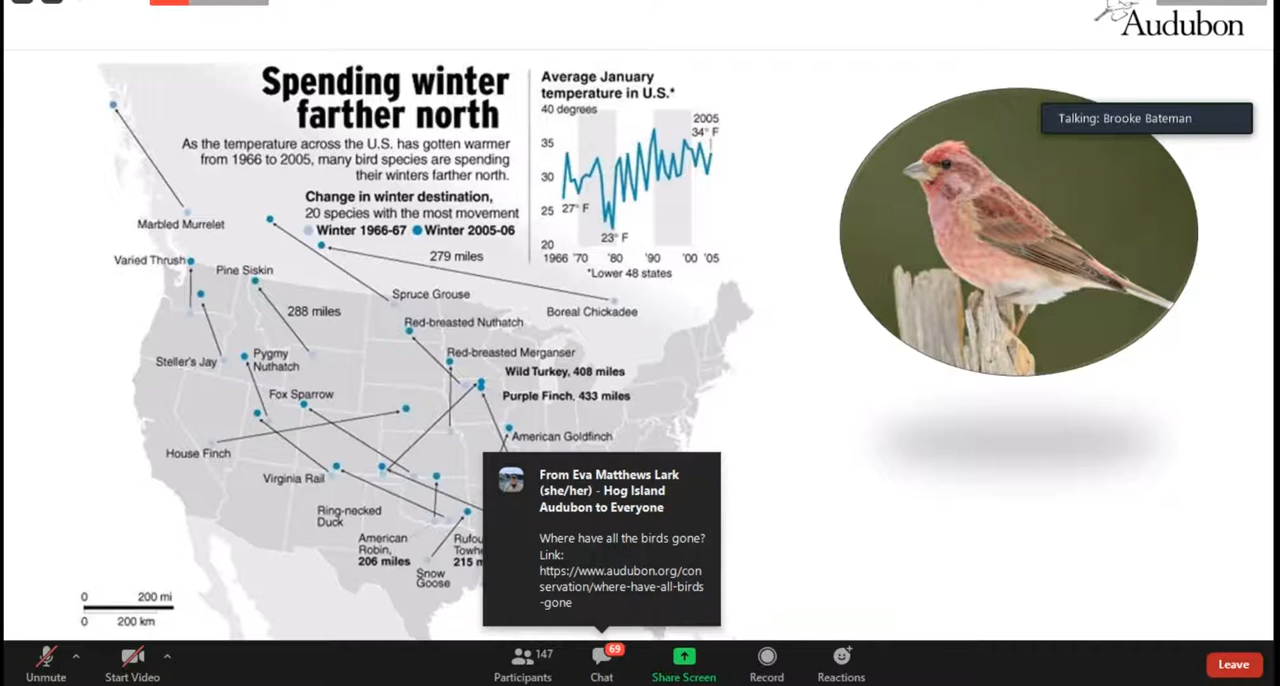 Audubon
Talking: Brooke Bateman
Spending winter
farther north
As the temperature across the U.S. has gotten warmer
from 1966 to 2005, many bird species are spending
their winters farther north.
Change in winter destination,
20 species with the most movement
Winter 1966-67 Winter 2005-06
Average January
temperature in U.S.*
40 degrees
35
30
25
20
2005
34° F
27° F
23° F
1966 '70 '80 '90 '00 '05
*Lower 48 states
279 miles
Marbled Murrelet
Varied Thrush
Pine Siskin
288 miles
Spruce Grouse
Boreal Chickadee
Red-breasted Nuthatch
Steller's Jay
Pygmy
Nuthatch
Red-breasted Merganser
Wild Turkey, 408 miles
Fox Sparrow
Purple Finch, 433 miles
House Finch
American Goldfinch
Virginia Rail
Ring-necked
Duck
American
Robin,
206 miles
Rufou
Towhe
215 m
Snow
Goose
0 200 mi
0 200 km
From Eva Matthews Lark
(she/her) - Hog Island
Audubon to Everyone
Where have all the birds gone?
Link:
https://www.audubon.org/con
servation/where-have-all-birds
-gone
Unmute
Start Video
147
Participants
69
Chat
Share Screen
Record
Reactions
Leave